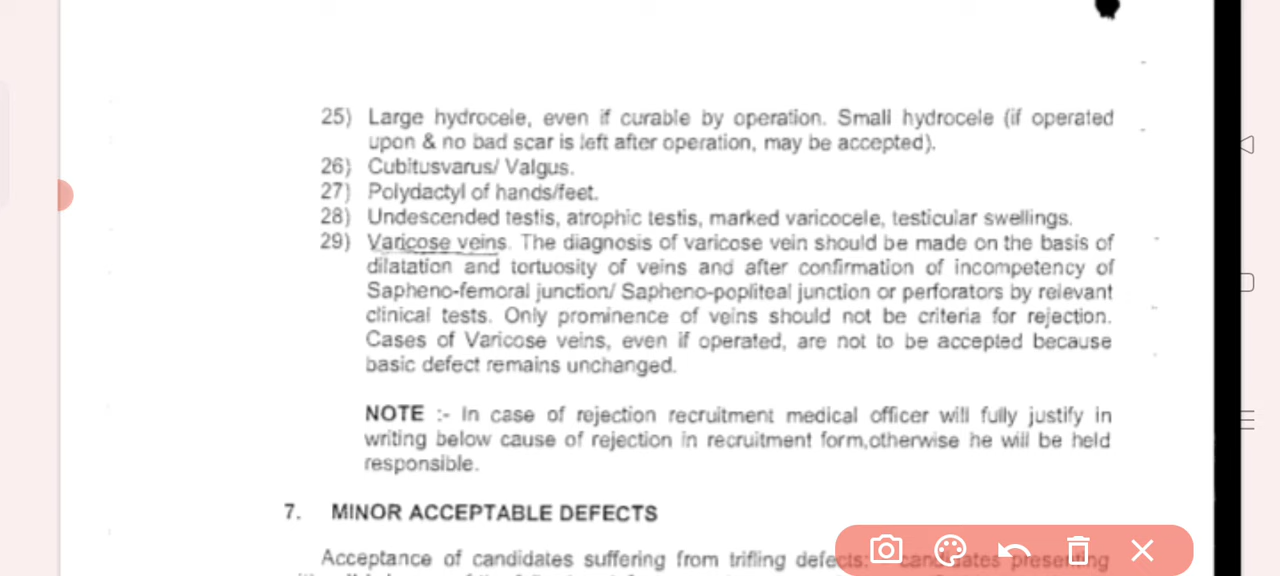 25) Large hydrocele, even if curable by operation. Small hydrocele (if operated
upon & no bad scar is left after operation, may be accepted).
26) Cubitusvarus/ Valgus.
27) Polydactyl of hands/feet.
28) Undescended testis, atrophic testis, marked varicocele, testicular swellings.
29) Varicose veins. The diagnosis of varicose vein should be made on the basis of
dilatation and tortuosity of veins and after confirmation of incompetency of
Sapheno-femoral junction/ Sapheno-popliteal junction or perforators by relevant
clinical tests. Only prominence of veins should not be criteria for rejection.
Cases of Varicose veins, even if operated, are not to be accepted because
basic defect remains unchanged.
NOTE :- In case of rejection recruitment medical officer will fully justify in
writing below cause of rejection in recruitment form,otherwise he will be held
responsible.
7. MINOR ACCEPTABLE DEFECTS
Acceptance of candidates suffering from trifling defects: candidates presenting